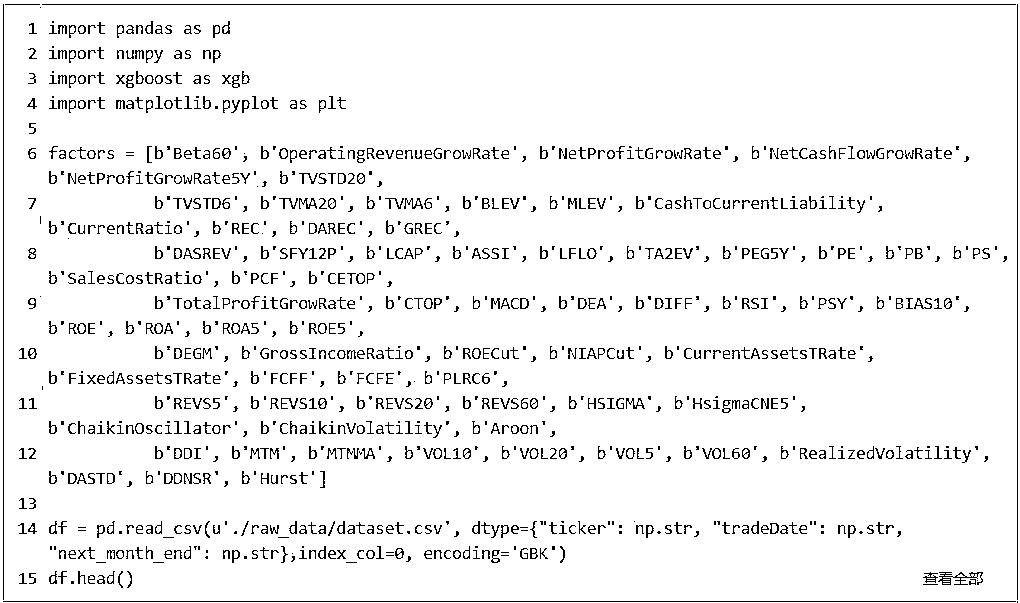 1 import pandas as pd
2 import numpy as np
3 import xgboost as xgb
4 import matplotlib.pyplot as plt
5
6 factors = [b'Beta60', b'OperatingRevenueGrowRate', b'NetProfitGrowRate', b'NetCashFlowGrowRate',
b'NetProfitGrowRate5Y', b'TVSTD20',
7 b'TVSTD6', b'TVMA20', b'TVMA6', b'BLEV', b'MLEV', b'CashToCurrentLiability',
b'CurrentRatio', b'REC', b'DAREC', b'GREC',
8 b'DASREV', b'SFY12P', b'LCAP', b'ASSI', b'LFLO', b'TA2EV', b'PEG5Y', b'PE', b'PB', b'PS',
b'SalesCostRatio', b'PCF', b'CETOP',
9 b'TotalProfitGrowRate', b'CTOP', b'MACD', b'DEA', b'DIFF', b'RSI', b'PSY', b'BIAS10',
b'ROE', b'ROA', b'ROA5', b'ROE5',
10 b'DEGM', b'GrossIncomeRatio', b'ROECut', b'NIAPCut', b'CurrentAssetsTRate',
b'FixedAssetsTRate', b'FCFF', b'FCFE', b'PLRC6',
11 b'REVS5', b'REVS10', b'REVS20', b'REVS60', b'HSIGMA', b'HsigmaCNE5',
b'ChaikinOscillator', b'ChaikinVolatility', b'Aroon',
12 b'DDI', b'MTM', b'MTMMA', b'VOL10', b'VOL20', b'VOL5', b'VOL60', b'RealizedVolatility',
b'DASTD', b'DDNSR', b'Hurst']
13
14 df = pd.read_csv(u'./raw_data/dataset.csv', dtype={"ticker": np.str, "tradeDate": np.str,
"next_month_end": np.str},index_col=0, encoding='GBK')
15 df.head()
查看全部